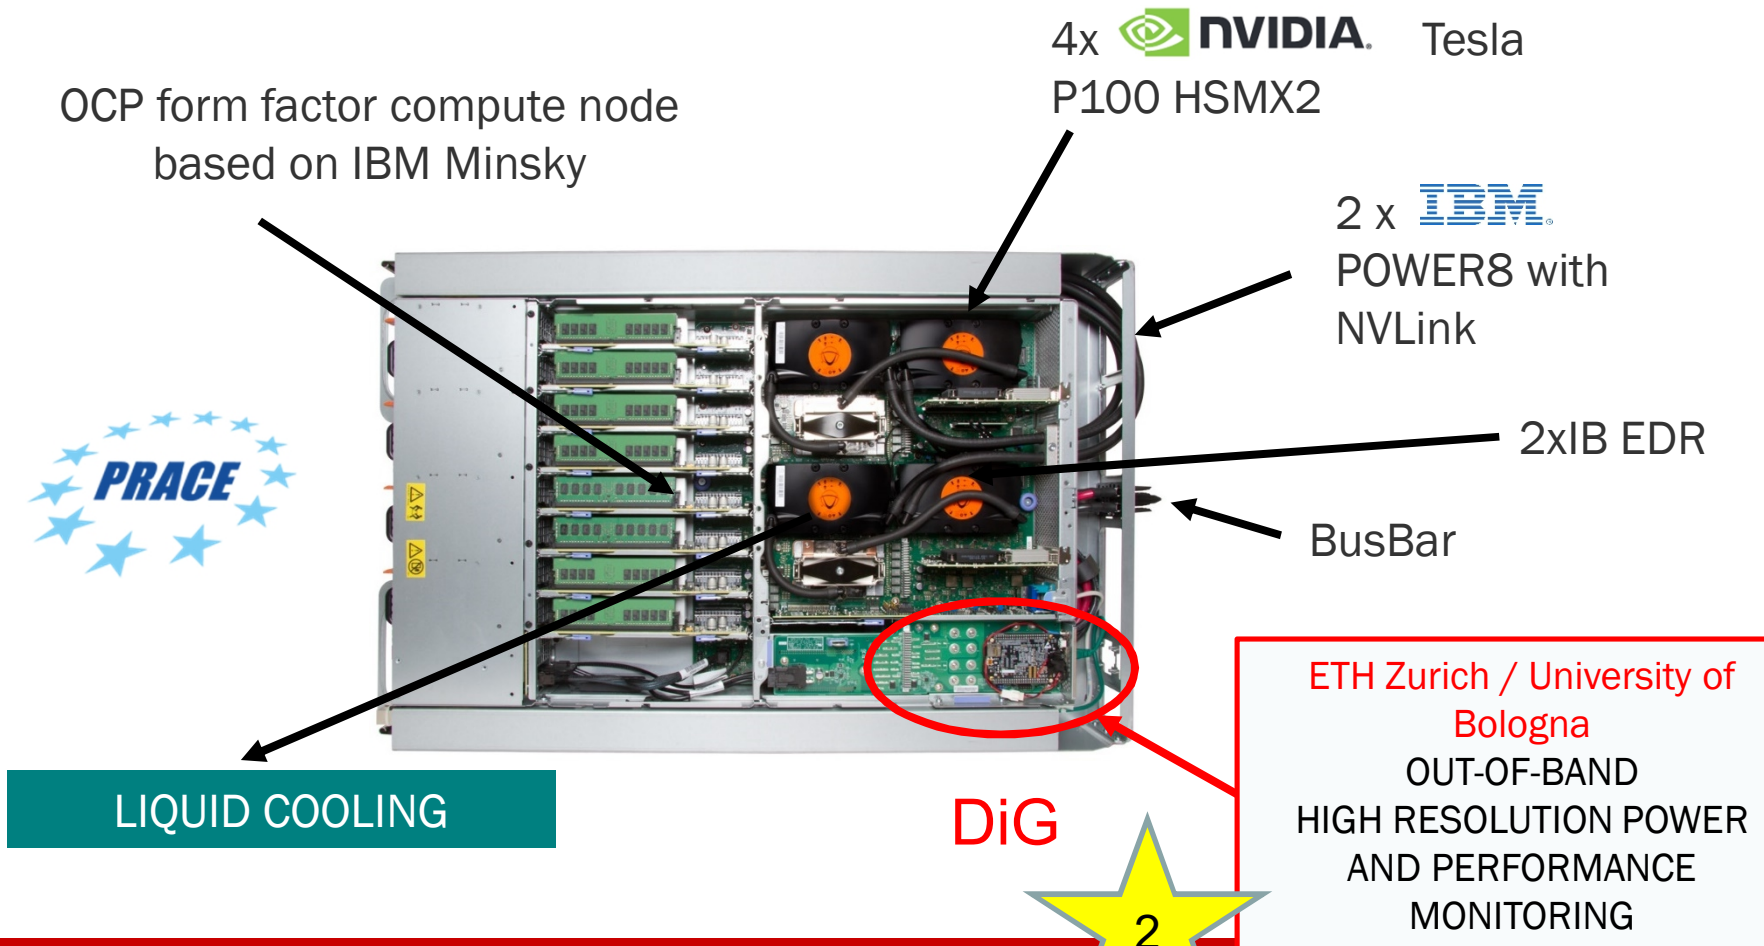 4x NVIDIA. Tesla
P100 HSMX2
OCP form factor compute node
based on IBM Minsky
2 x IBM.
POWER8 with
NVLink
2xIB EDR
PRACE
BusBar
ETH Zurich / University of
Bologna
OUT-OF-BAND
HIGH RESOLUTION POWER
AND PERFORMANCE
MONITORING
LIQUID COOLING
DiG
2